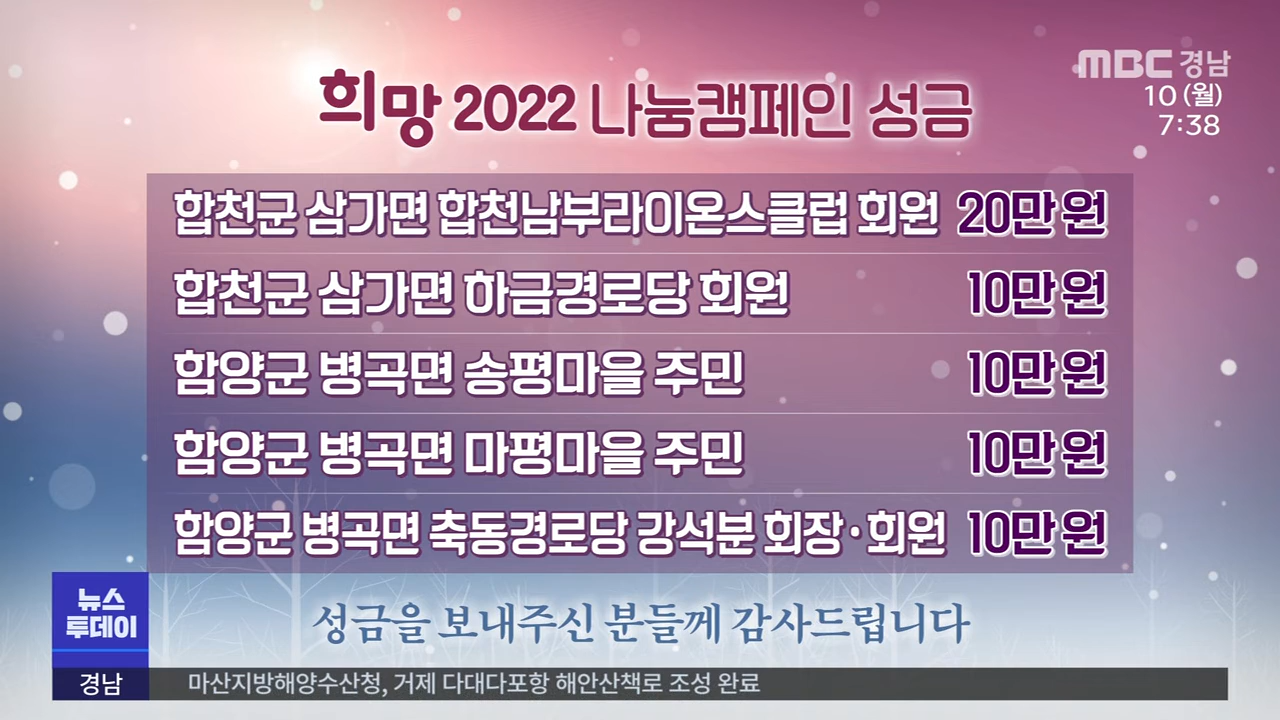 MBC 경남
10 (월)
7:38
희망 2022 나눔캠페인 성금
합천군 삼가면 합천남부라이온스클럽 회원 20만 원
합천군 삼가면 하금경로당 회원 10만 원
함양군 병곡면 송평마을 주민 10만 원
함양군 병곡면 마평마을 주민 10만 원
함양군 병곡면 축동경로당 강석분 회장·회원 10만 원
성금을 보내주신 분들께 감사드립니다
뉴스
투데이
경남 마산지방해양수산청, 거제 다대다포항 해안산책로 조성 완료